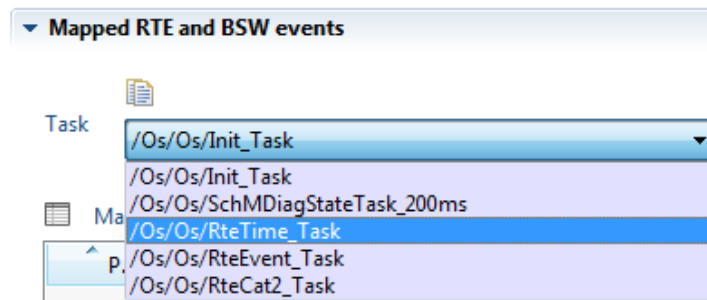 Mapped RTE and BSW events
Task
/Os/Os/Init_Task
/Os/Os/Init_Task
/Os/Os/SchMDiagStateTask_200ms
Ma
/Os/Os/RteTime_Task
P.
/Os/Os/RteEvent_Task
/Os/Os/RteCat2_Task